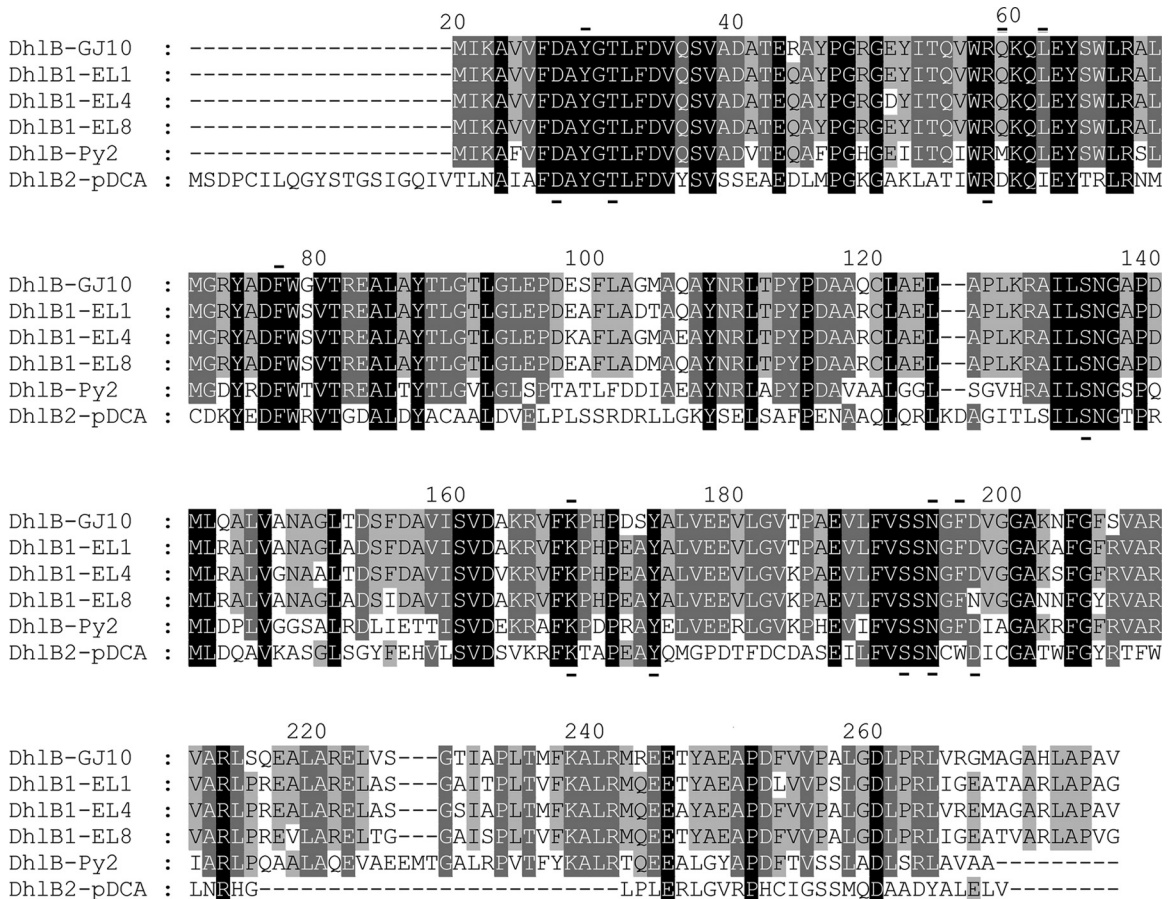 20 40 60
DhlB-GJ10 : -------------------MIKAVVFDAYGTLFDVQSVADATERAYPGRGEYITQVWRQKQLEYSWLRAL
DhlB1-EL1 : -------------------MIKAVVFDAYGTLFDVQSVADATEQAYPGRGEYITQVWRQKQLEYSWLRAL
DhlB1-EL4 : -------------------MIKAVVFDAYGTLFDVQSVADATEQAYPGRGDYITQVWRQKQLEYSWLRAL
DhlB1-EL8 : -------------------MIKAVVFDAYGTLFDVQSVADATEQAYPGRGEYITQVWRQKQLEYSWLRAL
DhlB-Py2 : -------------------MIKAFVFDAYGTLFDVQSVADVTEQAFPGHGEIITQIWRMKQLEYSWLRSL
DhlB2-pDCA : MSDPCILQGYSTGSIGQIVTLNAIAFDAYGTLFDVYSVSSEAEDLMPGKGAKLATIWRDKQIEYTRLRNM
80 100 120 140
DhlB-GJ10 : MGRYADFWGVTREALAYTLGTLGLEPDESFLAGMAQAYNRLTPYPDAAQCLAEL--APLKRAILSNGAPD
DhlB1-EL1 : MGRYADFWSVTREALAYTLGTLGLEPDEAFLADTAQAYNRLTPYPDAARCLAEL--APLKRAILSNGAPD
DhlB1-EL4 : MGRYADFWSVTREALAYTLGTLGLEPDKAFLAGMAEAYNRLTPYPDAARCLAEL--APLKRAILSNGAPD
DhlB1-EL8 : MGRYADFWSVTREALAYTLGTLGLEPDEAFLADMAQAYNRLTPYPDAARCLAEL--APLKRAILSNGAPD
DhlB-Py2 : MGDYRDFWTVTREALTYTLGVLGLSPTATLFDDIAEAYNRLAPYPDAVAALGGL--SGVHRAILSNGSPQ
DhlB2-pDCA : CDKYEDFWRVTGDALDYACAALDVELPLSSRDRLLGKYSELSAFPENAAQLQRLKDAGITLSILSNGTPR
160 180 200
DhlB-GJ10 : MLQALVANAGLTDSFDAVISVDAKRVFKPHPDSYALVEEVLGVTPAEVLFVSSNGFDVGGAKNFGFSVAR
DhlB1-EL1 : MLRALVANAGLADSFDAVISVDAKRVFKPHPEAYALVEEVLGVTPAEVLFVSSNGFDVGGAKAFGFRVAR
DhlB1-EL4 : MLRALVGNAALTDSFDAVISVDVKRVFKPHPEAYALVEEVLGVKPAEVLFVSSNGFDVGGAKSFGFRVAR
DhlB1-EL8 : MLRALVANAGLADSIDAVISVDAKRVFKPHPEAYALVEEVLGVKPAEVLFVSSNGFNVGGANNFGYRVAR
DhlB-Py2 : MLDPLVGGSALRDLIETTISVDEKRAFKPDPRAYELVEERLGVKPHEVIFVSSNGFDIAGAKRFGFRVAR
DhlB2-pDCA : MLDQAVKASGLSGYFEHVLSVDSVKRFKTAPEAYQMGPDTFDCDASEILFVSSNCWDICGATWFGYRTFW
220 240 260
DhlB-GJ10 : VARLSQEALARELVS---GTIAPLTMFKALRMREETYAEAPDFVVPALGDLPRLVRGMAGAHLAPAV
DhlB1-EL1 : VARLPREALARELAS---GAITPLTVFKALRMQEETYAEAPDLVVPSLGDLPRLIGEATAARLAPAG
DhlB1-EL4 : VARLPREALARELAS---GSIAPLTMFKALRMQEEAYAEAPDFVVPALGDLPRLVRGMAGARLAPAV
DhlB1-EL8 : VARLPREVLARELTG---GAISPLTVFKALRMQEETYAEAPDFVVPALGDLPRLIGEATVARLAPVG
DhlB-Py2 : IARLPQAALAQEVAEEMTGALRPVTFYKALRTQEEALGYAPDFTVSSLADLSRLAVAA---------
DhlB2-pDCA : LNRHG--------------------------LPLERLGVRPHCIGSSMQDAADYALELV--------